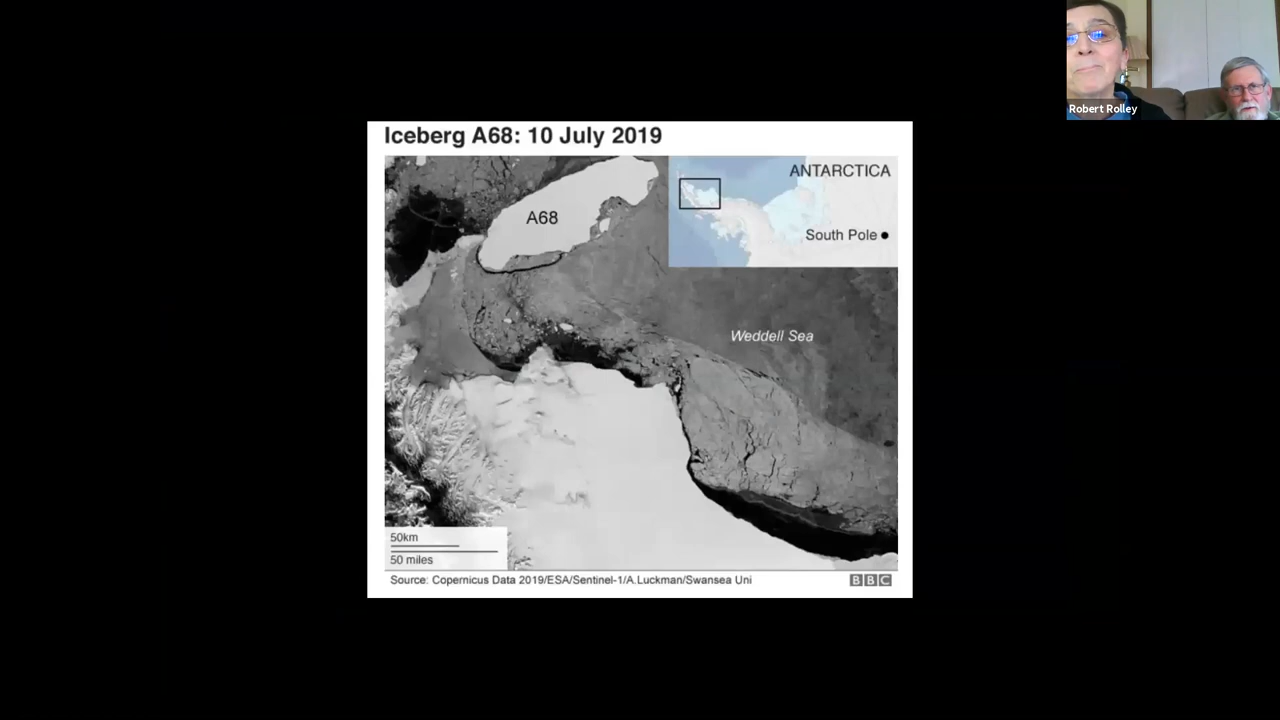 Iceberg A68: 10 July 2019
A68
ANTARCTICA
South Pole
Weddell Sea
50km
50 miles
Source: Copernicus Data 2019/ESA/Sentinel-1/A.Luckman/Swansea Uni
BBC
Robert Rolley